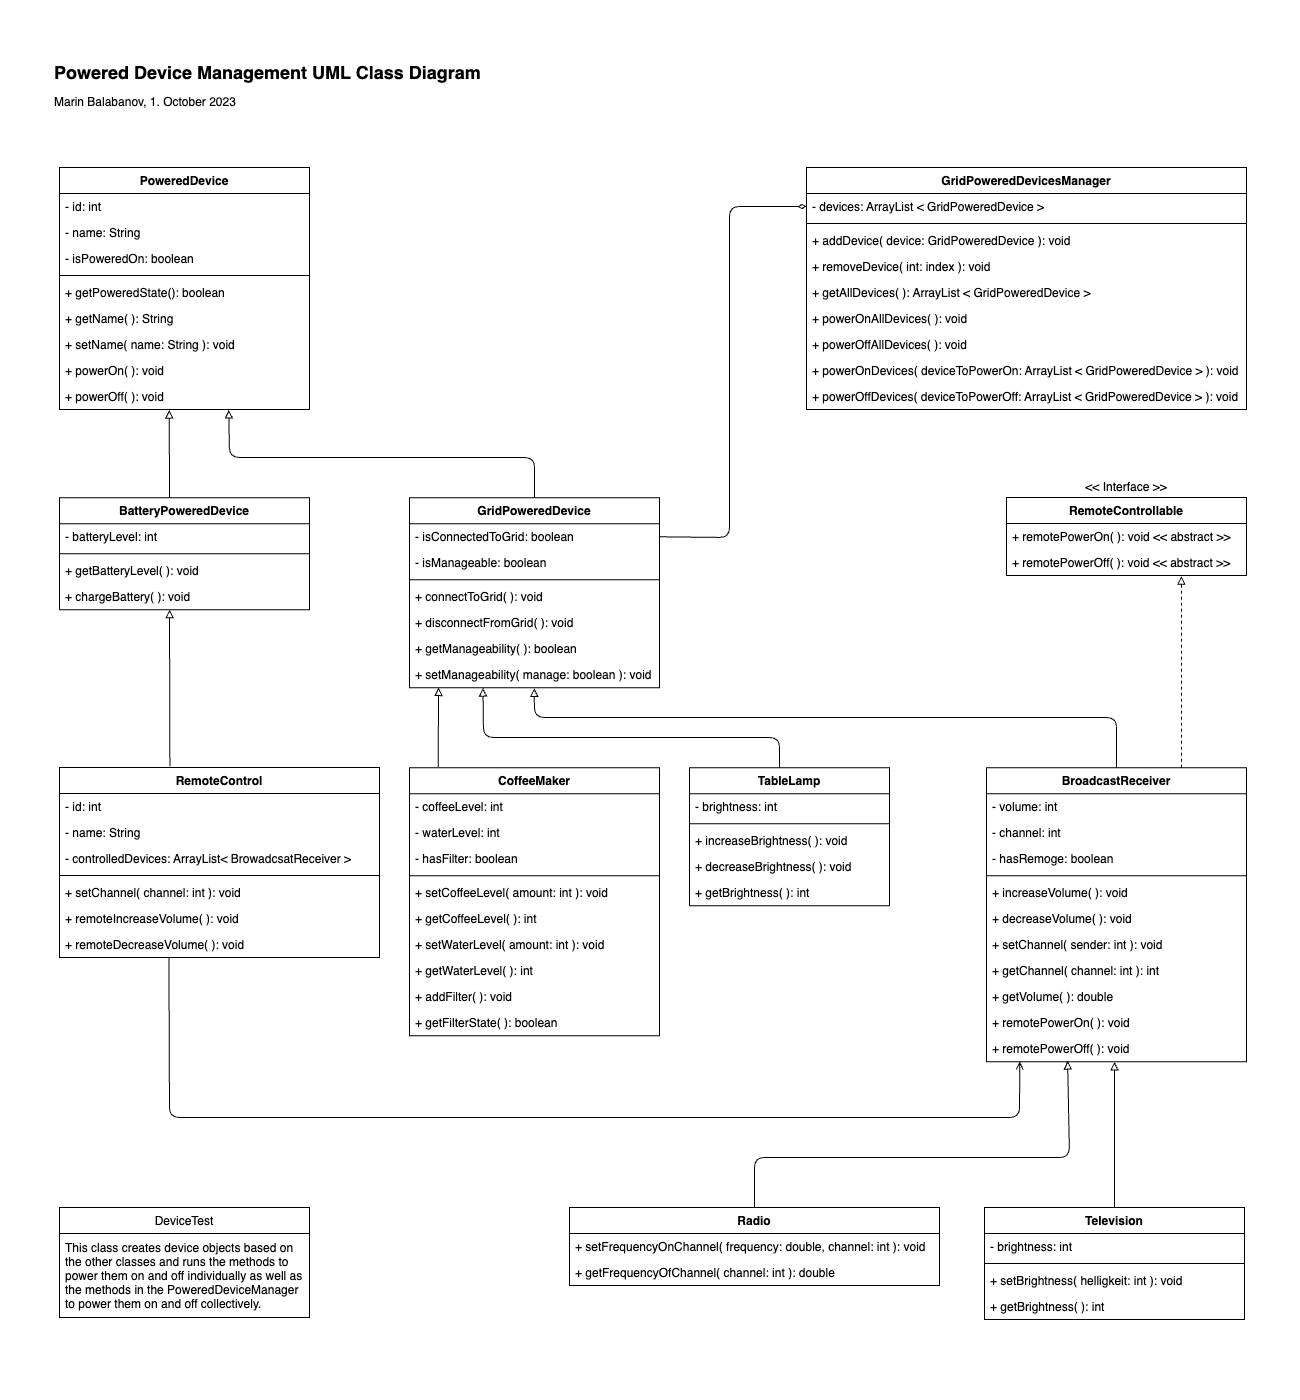 Powered Device Management UML Class Diagram
Marin Balabanov, 1. October 2023
PoweredDevice
- id: int
- name: String
- isPoweredOn: boolean
+ getPoweredState(): boolean
+ getName( ): String
+ setName( name: String ): void
+ powerOn( ): void
+ powerOff( ): void
GridPoweredDevicesManager
- devices: ArrayList < GridPoweredDevice >
+ addDevice( device: GridPoweredDevice ): void
+ removeDevice( int: index ): void
+ getAllDevices( ): ArrayList < GridPoweredDevice >
+ powerOnAllDevices( ): void
+ powerOffAllDevices( ): void
+ powerOnDevices( deviceToPowerOn: ArrayList < GridPoweredDevice > ): void
+ powerOffDevices( deviceToPowerOff: ArrayList < GridPoweredDevice > ): void
BatteryPoweredDevice
- batteryLevel: int
+ getBatteryLevel( ): void
+ chargeBattery( ): void
GridPoweredDevice
- isConnectedToGrid: boolean
- isManageable: boolean
+ connectToGrid( ): void
+ disconnectFromGrid( ): void
+ getManageability( ): boolean
+ setManageability( manage: boolean ): void
<< Interface >>
RemoteControllable
+ remotePowerOn( ): void << abstract >>
+ remotePowerOff( ): void << abstract >>
RemoteControl
- id: int
- name: String
- controlledDevices: ArrayList< BrowadcsatReceiver >
+ setChannel( channel: int ): void
+ remoteIncreaseVolume( ): void
+ remoteDecreaseVolume( ): void
CoffeeMaker
- coffeeLevel: int
- waterLevel: int
- hasFilter: boolean
+ setCoffeeLevel( amount: int ): void
+ getCoffeeLevel( ): int
+ setWaterLevel( amount: int ): void
+ getWaterLevel( ): int
+ addFilter( ): void
+ getFilterState( ): boolean
TableLamp
- brightness: int
+ increaseBrightness( ): void
+ decreaseBrightness( ): void
+ getBrightness( ): int
BroadcastReceiver
- volume: int
- channel: int
- hasRemoge: boolean
+ increaseVolume( ): void
+ decreaseVolume( ): void
+ setChannel( sender: int ): void
+ getChannel( channel: int ): int
+ getVolume( ): double
+ remotePowerOn( ): void
+ remotePowerOff( ): void
DeviceTest
This class creates device objects based on
the other classes and runs the methods to
power them on and off individually as well as
the methods in the PoweredDeviceManager
to power them on and off collectively.
Radio
+ setFrequencyOnChannel( frequency: double, channel: int ): void
+ getFrequencyOfChannel( channel: int ): double
Television
- brightness: int
+ setBrightness( helligkeit: int ): void
+ getBrightness( ): int